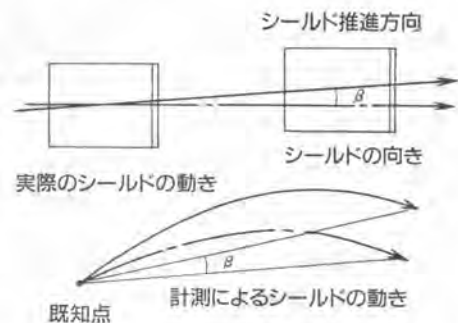 シールド推進方向
β
シールドの向き
実際のシールドの動き
β
計測によるシールドの動き
既知点